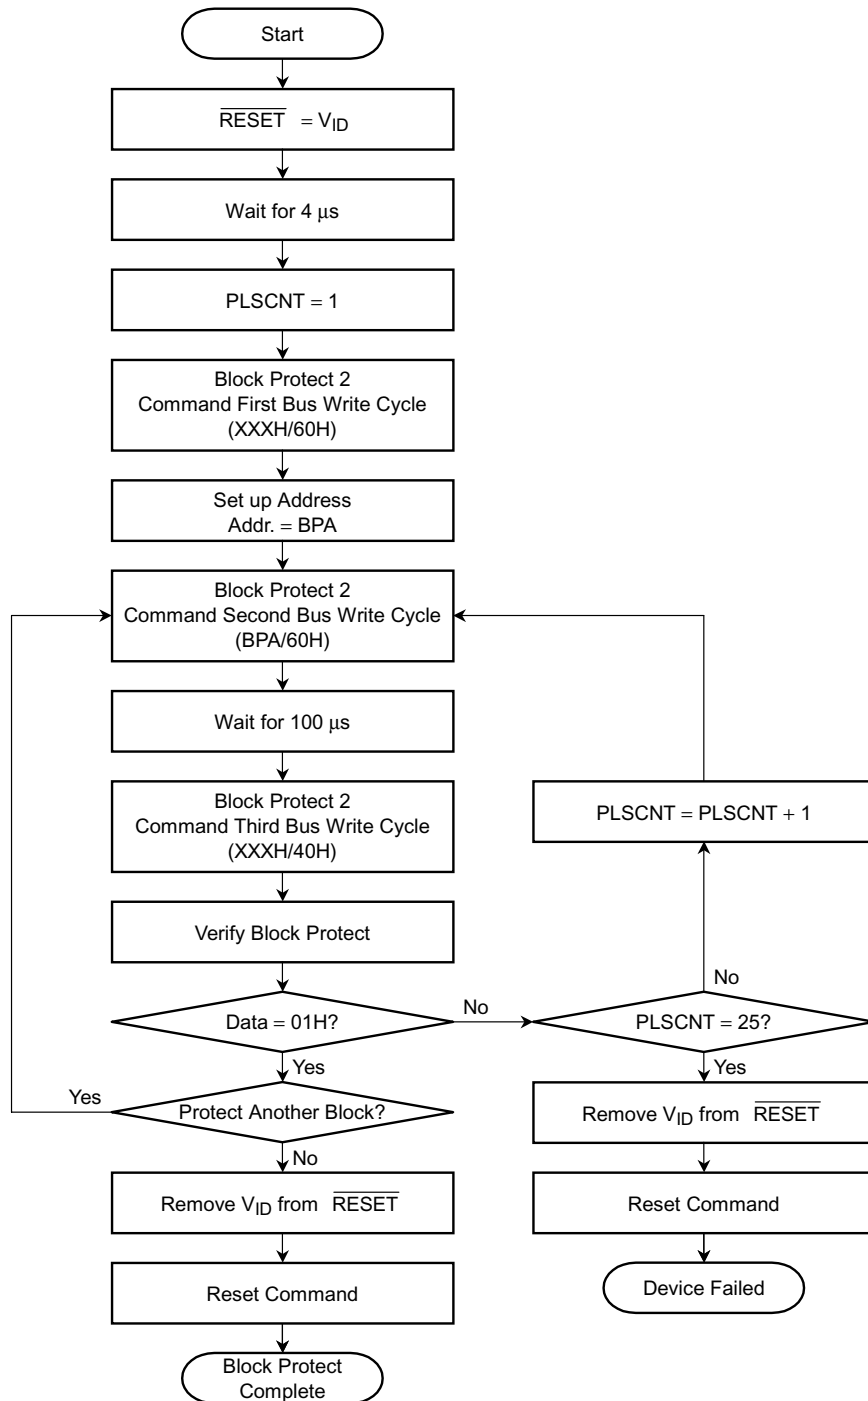 Start
RESET = VID
Wait for 4 μs
PLSCNT = 1
Block Protect 2
Command First Bus Write Cycle
(XXXH/60H)
Set up Address
Addr. = BPA
Block Protect 2
Command Second Bus Write Cycle
(BPA/60H)
Wait for 100 μs
Block Protect 2
Command Third Bus Write Cycle
(XXXH/40H)
PLSCNT = PLSCNT + 1
Verify Block Protect
No
Data = 01H?
No
PLSCNT = 25?
Yes
Yes
Yes
Protect Another Block?
Remove VID from RESET
No
Remove VID from RESET
Reset Command
Reset Command
Device Failed
Block Protect
Complete